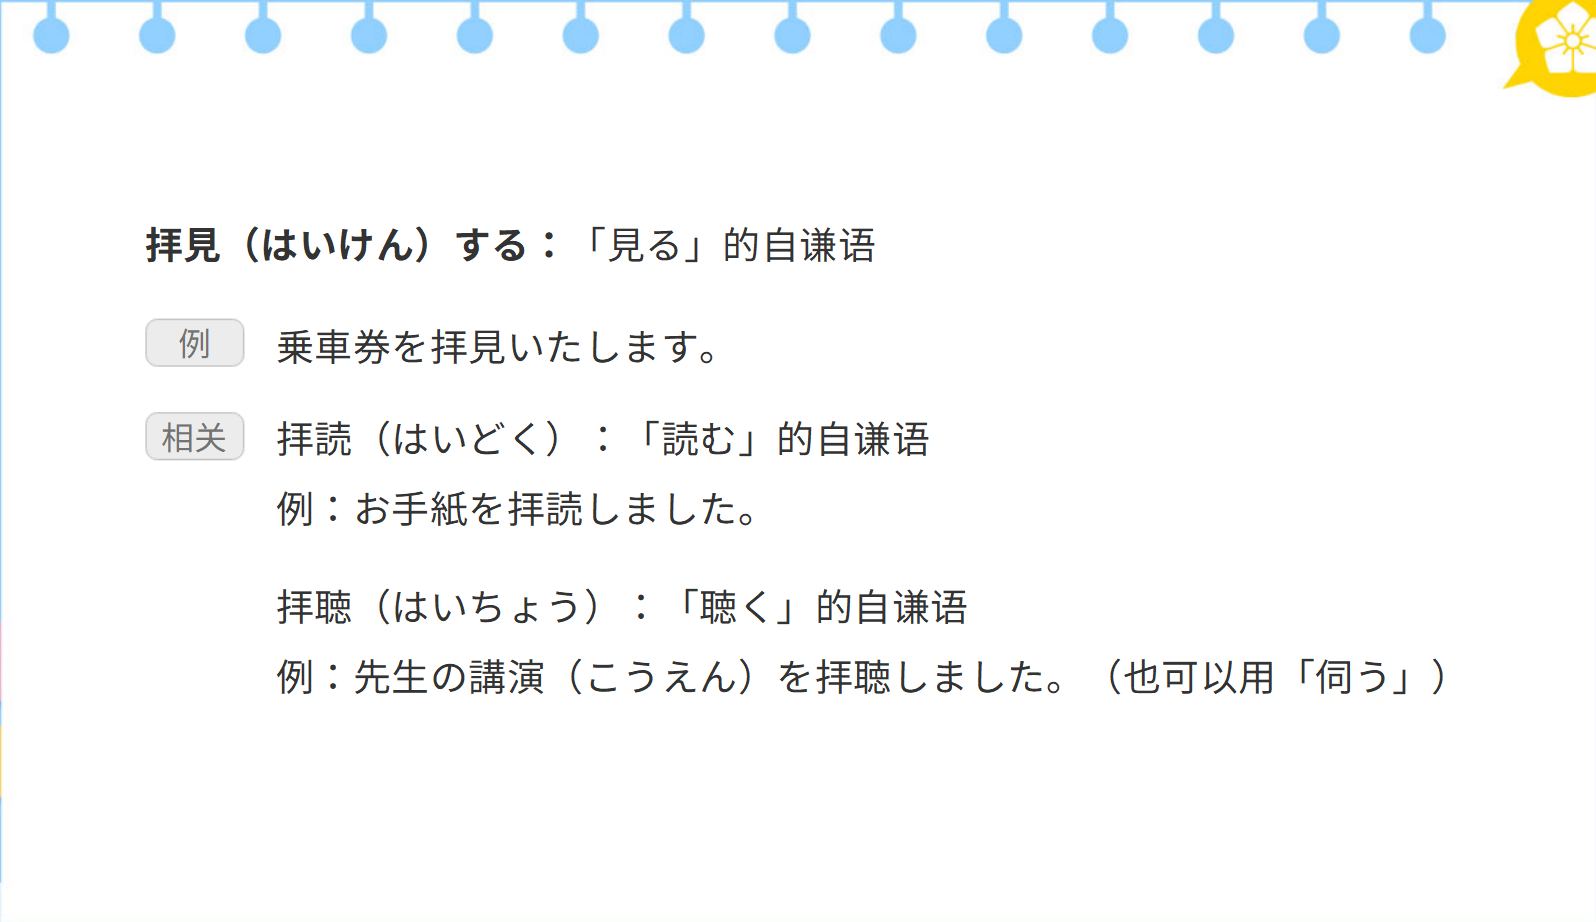 拝見（はいけん）する：「見る」的自谦语
例 乗車券を拝見いたします。
相关 拝読（はいどく）：「読む」的自谦语
例：お手紙を拝読しました。
拝聴（はいちょう）：「聴く」的自谦语
例：先生の講演（こうえん）を拝聴しました。（也可以用「伺う」）